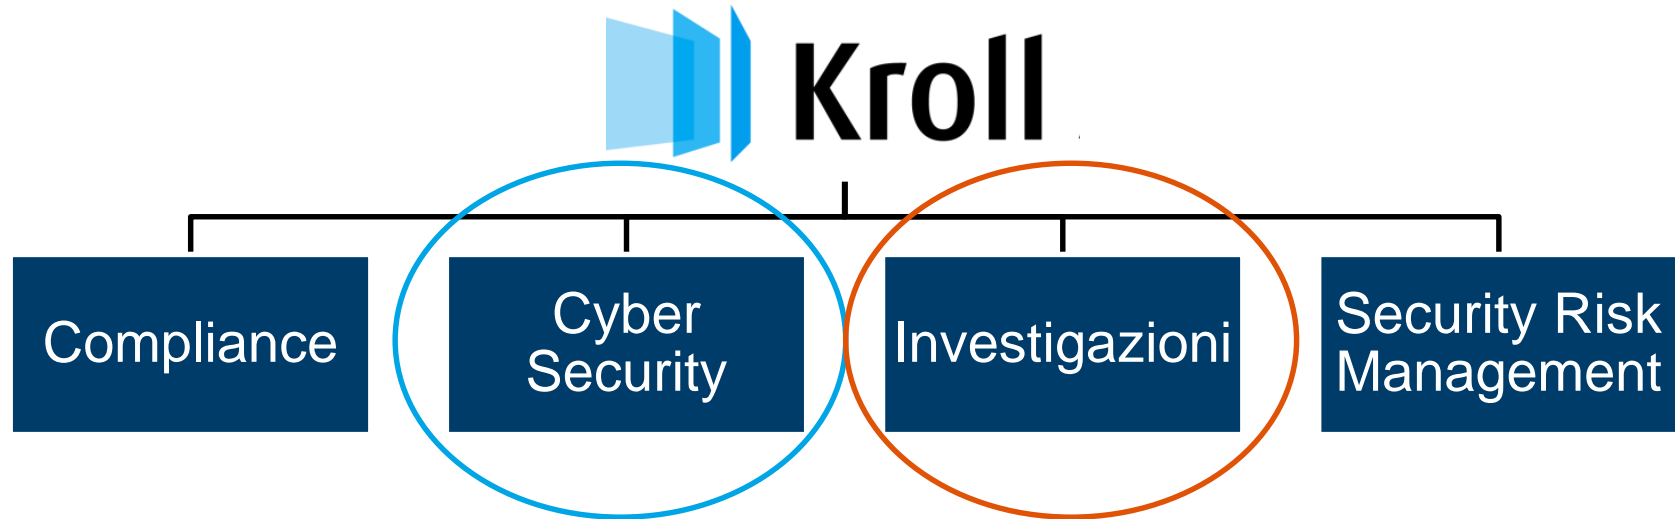 Kroll
Compliance
Cyber
Security
Investigazioni
Security Risk
Management